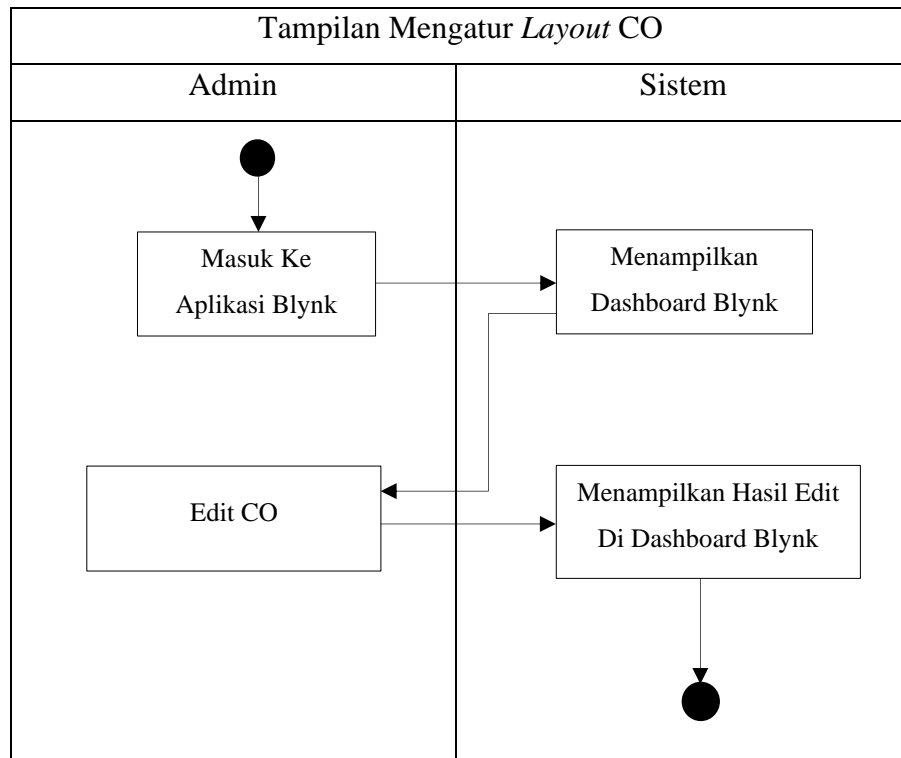 Tampilan Mengatur Layout CO
Admin
Sistem
Masuk Ke
Aplikasi Blynk
Menampilkan
Dashboard Blynk
Edit CO
Menampilkan Hasil Edit
Di Dashboard Blynk